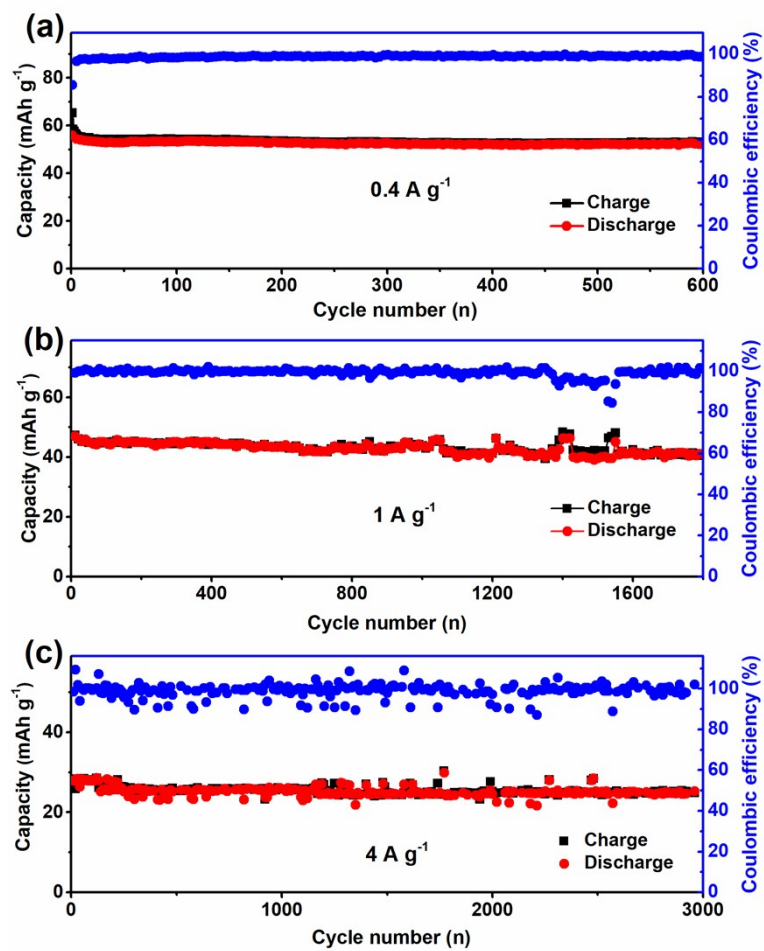 (a)
Capacity (mAh g⁻¹)
80
60
40
20
0
0.4 A g⁻¹
Charge
Discharge
100
80
60
40
20
0
Coulombic efficiency (%)
0 100 200 300 400 500 600
Cycle number (n)
(b)
Capacity (mAh g⁻¹)
60
40
20
0
1 A g⁻¹
Charge
Discharge
100
80
60
40
20
0
Coulombic efficiency (%)
0 400 800 1200 1600
Cycle number (n)
(c)
Capacity (mAh g⁻¹)
40
20
0
4 A g⁻¹
Charge
Discharge
100
80
60
40
20
0
Coulombic efficiency (%)
0 1000 2000 3000
Cycle number (n)